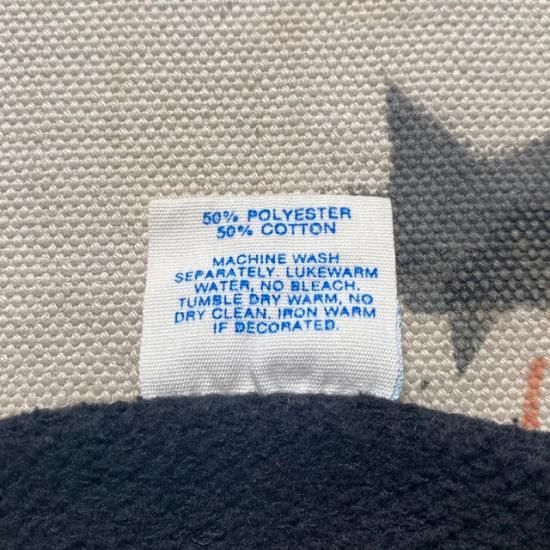 50% POLYESTER
50% COTTON
MACHINE WASH
SEPARATELY. LUKEWARM
WATER, NO BLEACH.
TUMBLE DRY WARM, NO
DRY CLEAN. IRON WARM
IF DECORATED.